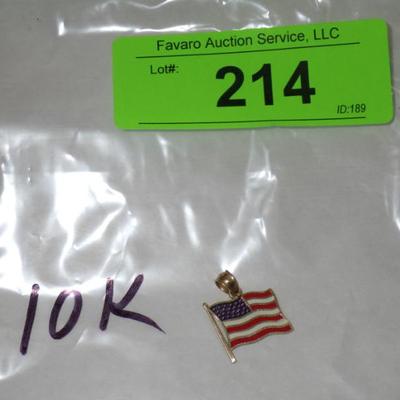 Favaro Auction Service, LLC
Lot#:
214
ID:189
10K